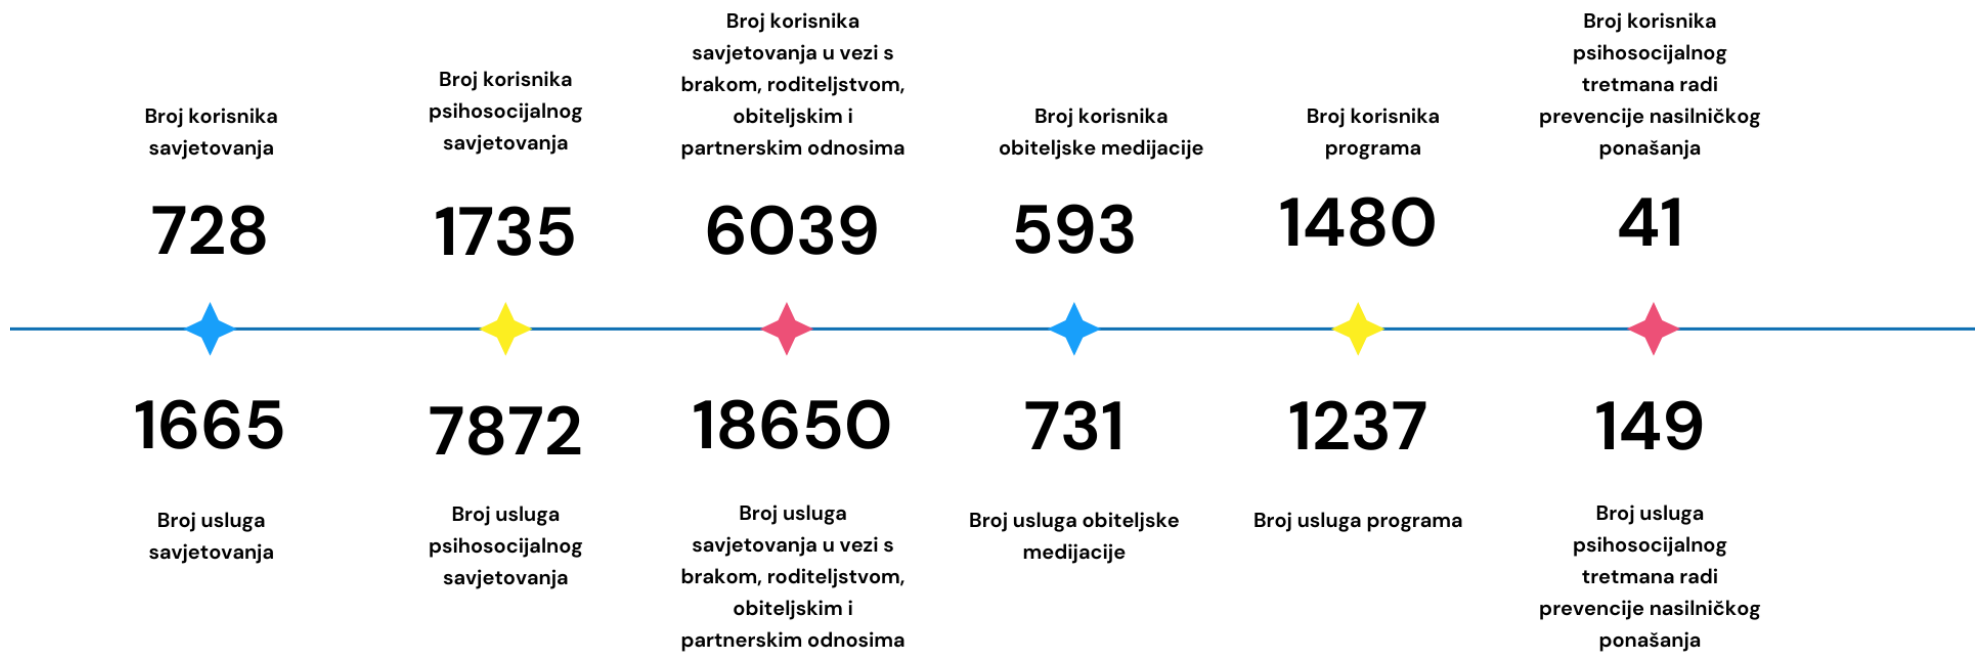 Broj korisnika
savjetovanja
728
Broj korisnika
psihosocijalnog
savjetovanja
1735
Broj korisnika
savjetovanja u vezi s
brakom, roditeljstvom,
obiteljskim i
partnerskim odnosima
6039
Broj korisnika
obiteljske medijacije
593
Broj korisnika
programa
1480
Broj korisnika
psihosocijalnog
tretmana radi
prevencije nasilničkog
ponašanja
41
1665
Broj usluga
savjetovanja
7872
Broj usluga
psihosocijalnog
savjetovanja
18650
Broj usluga
savjetovanja u vezi s
brakom, roditeljstvom,
obiteljskim i
partnerskim odnosima
731
Broj usluga obiteljske
medijacije
1237
Broj usluga programa
149
Broj usluga
psihosocijalnog
tretmana radi
prevencije nasilničkog
ponašanja